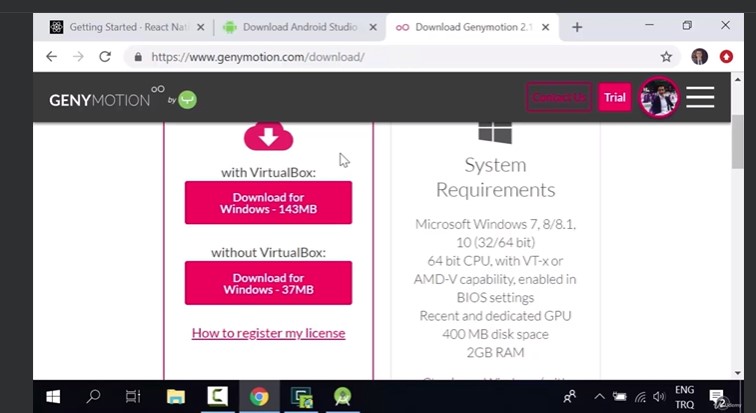 Getting Started · React Nati
Download Android Studio
Download Genymotion 2.1
https://www.genymotion.com/download/
GENYMOTION by
Contact Us
Trial
with VirtualBox:
Download for
Windows - 143MB
without VirtualBox:
Download for
Windows - 37MB
How to register my license
System
Requirements
Microsoft Windows 7, 8/8.1,
10 (32/64 bit)
64 bit CPU, with VT-x or
AMD-V capability, enabled in
BIOS settings
Recent and dedicated GPU
400 MB disk space
2GB RAM
ENG
TRQ